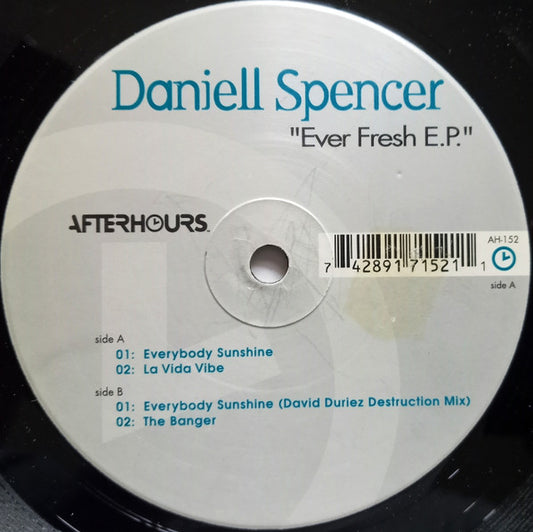 Daniell Spencer
"Ever Fresh E.P."
AFTERHOURS
AH-152
7 42891 71521 1
side A
side A
01: Everybody Sunshine
02: La Vida Vibe
side B
01: Everybody Sunshine (David Duriez Destruction Mix)
02: The Banger